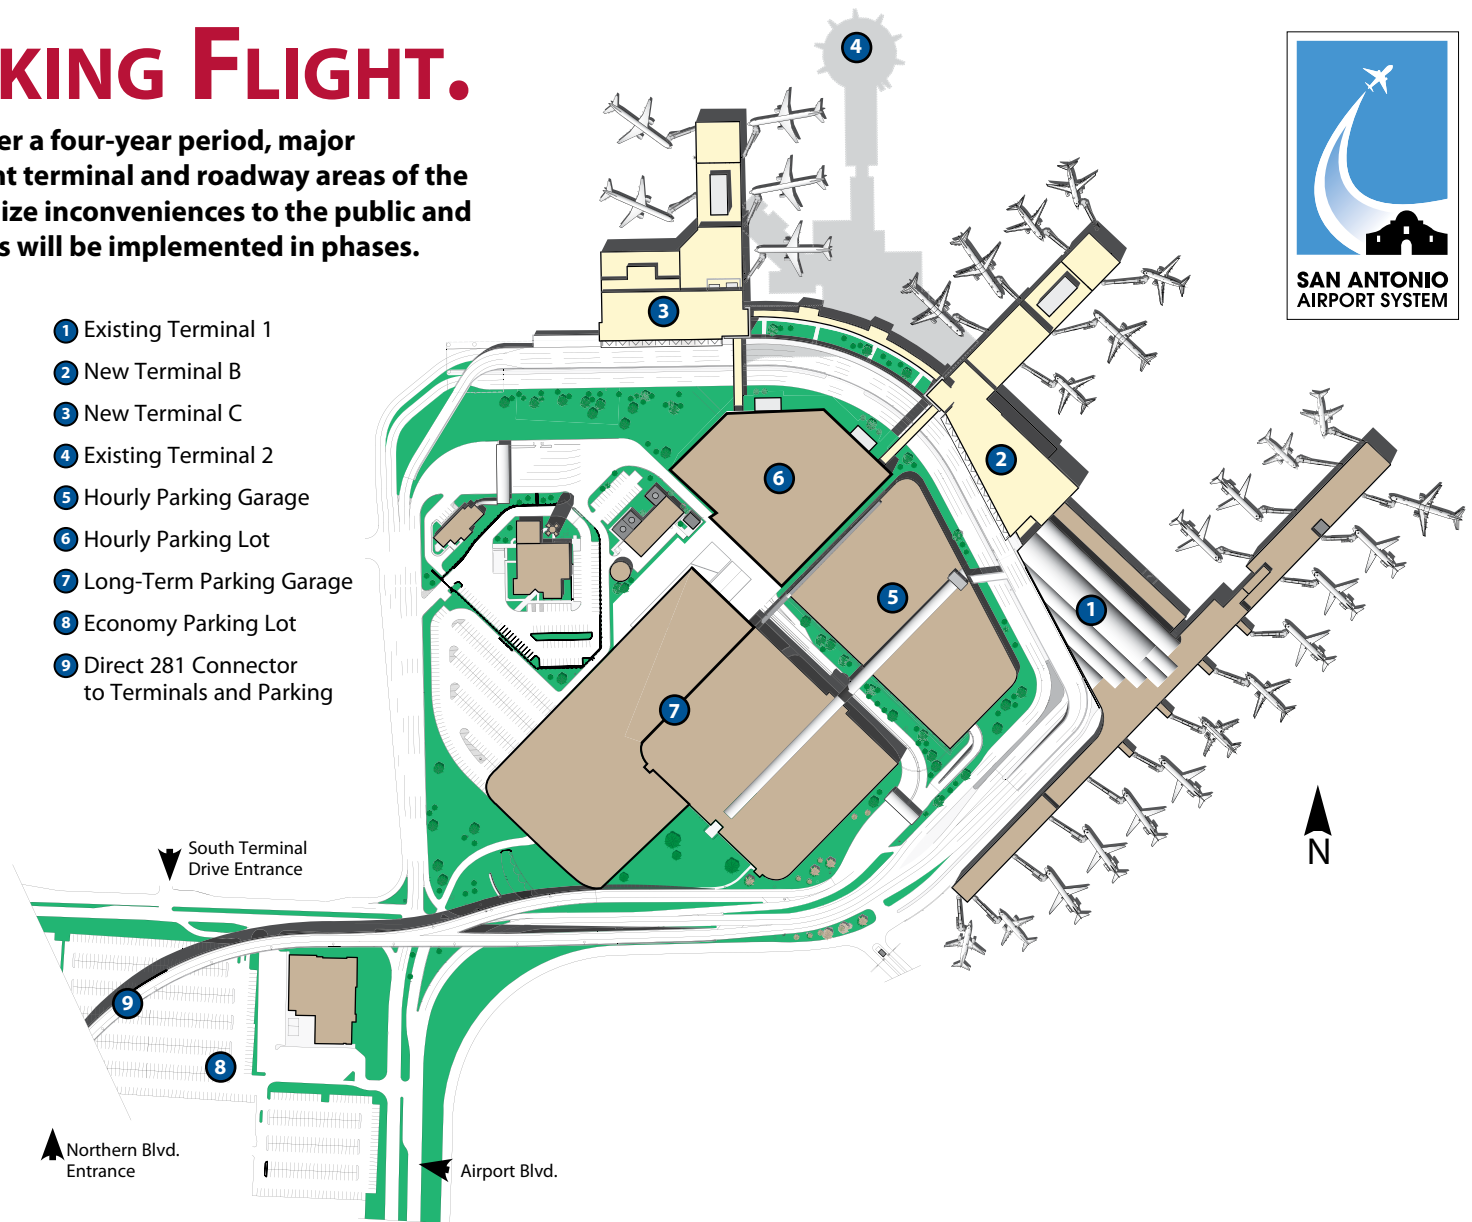 KING FLIGHT.
er a four-year period, major
nt terminal and roadway areas of the
ize inconveniences to the public and
s will be implemented in phases.
1 Existing Terminal 1
2 New Terminal B
3 New Terminal C
4 Existing Terminal 2
5 Hourly Parking Garage
6 Hourly Parking Lot
7 Long-Term Parking Garage
8 Economy Parking Lot
9 Direct 281 Connector
to Terminals and Parking
4
SAN ANTONIO
AIRPORT SYSTEM
3
2
6
5
1
7
N
South Terminal
Drive Entrance
9
8
Northern Blvd.
Entrance
Airport Blvd.